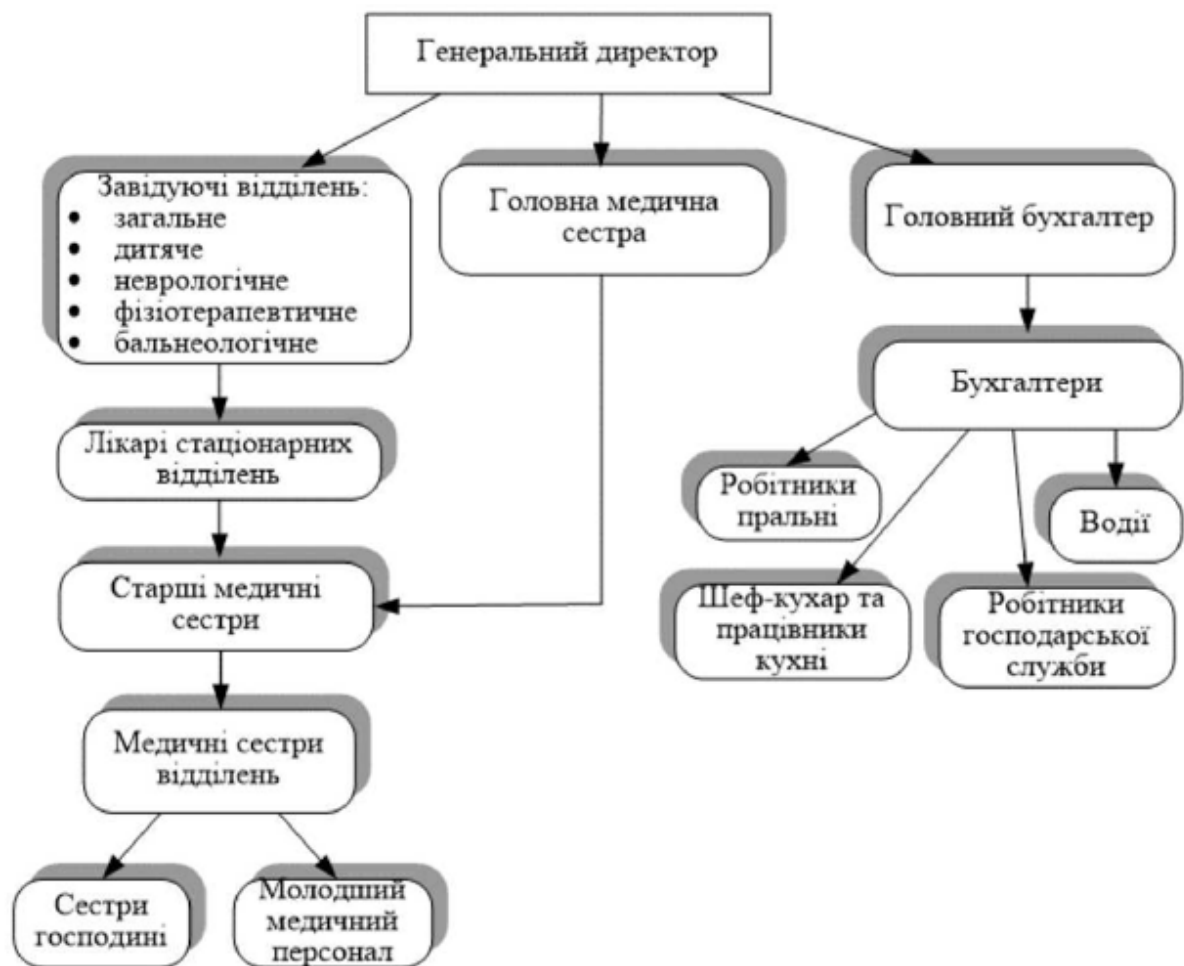 Генеральний директор
Завідуючі відділень:
• загальне
• дитяче
• неврологічне
• фізіотерапевтичне
• бальнеологічне
Головна медична
сестра
Головний бухгалтер
Бухгалтери
Лікарі стаціонарних
відділень
Робітники
пральні
Водії
Старші медичні
сестри
Шеф-кухар та
працівники
кухні
Робітники
господарської
служби
Медичні сестри
відділень
Сестри
господині
Молодший
медичний
персонал